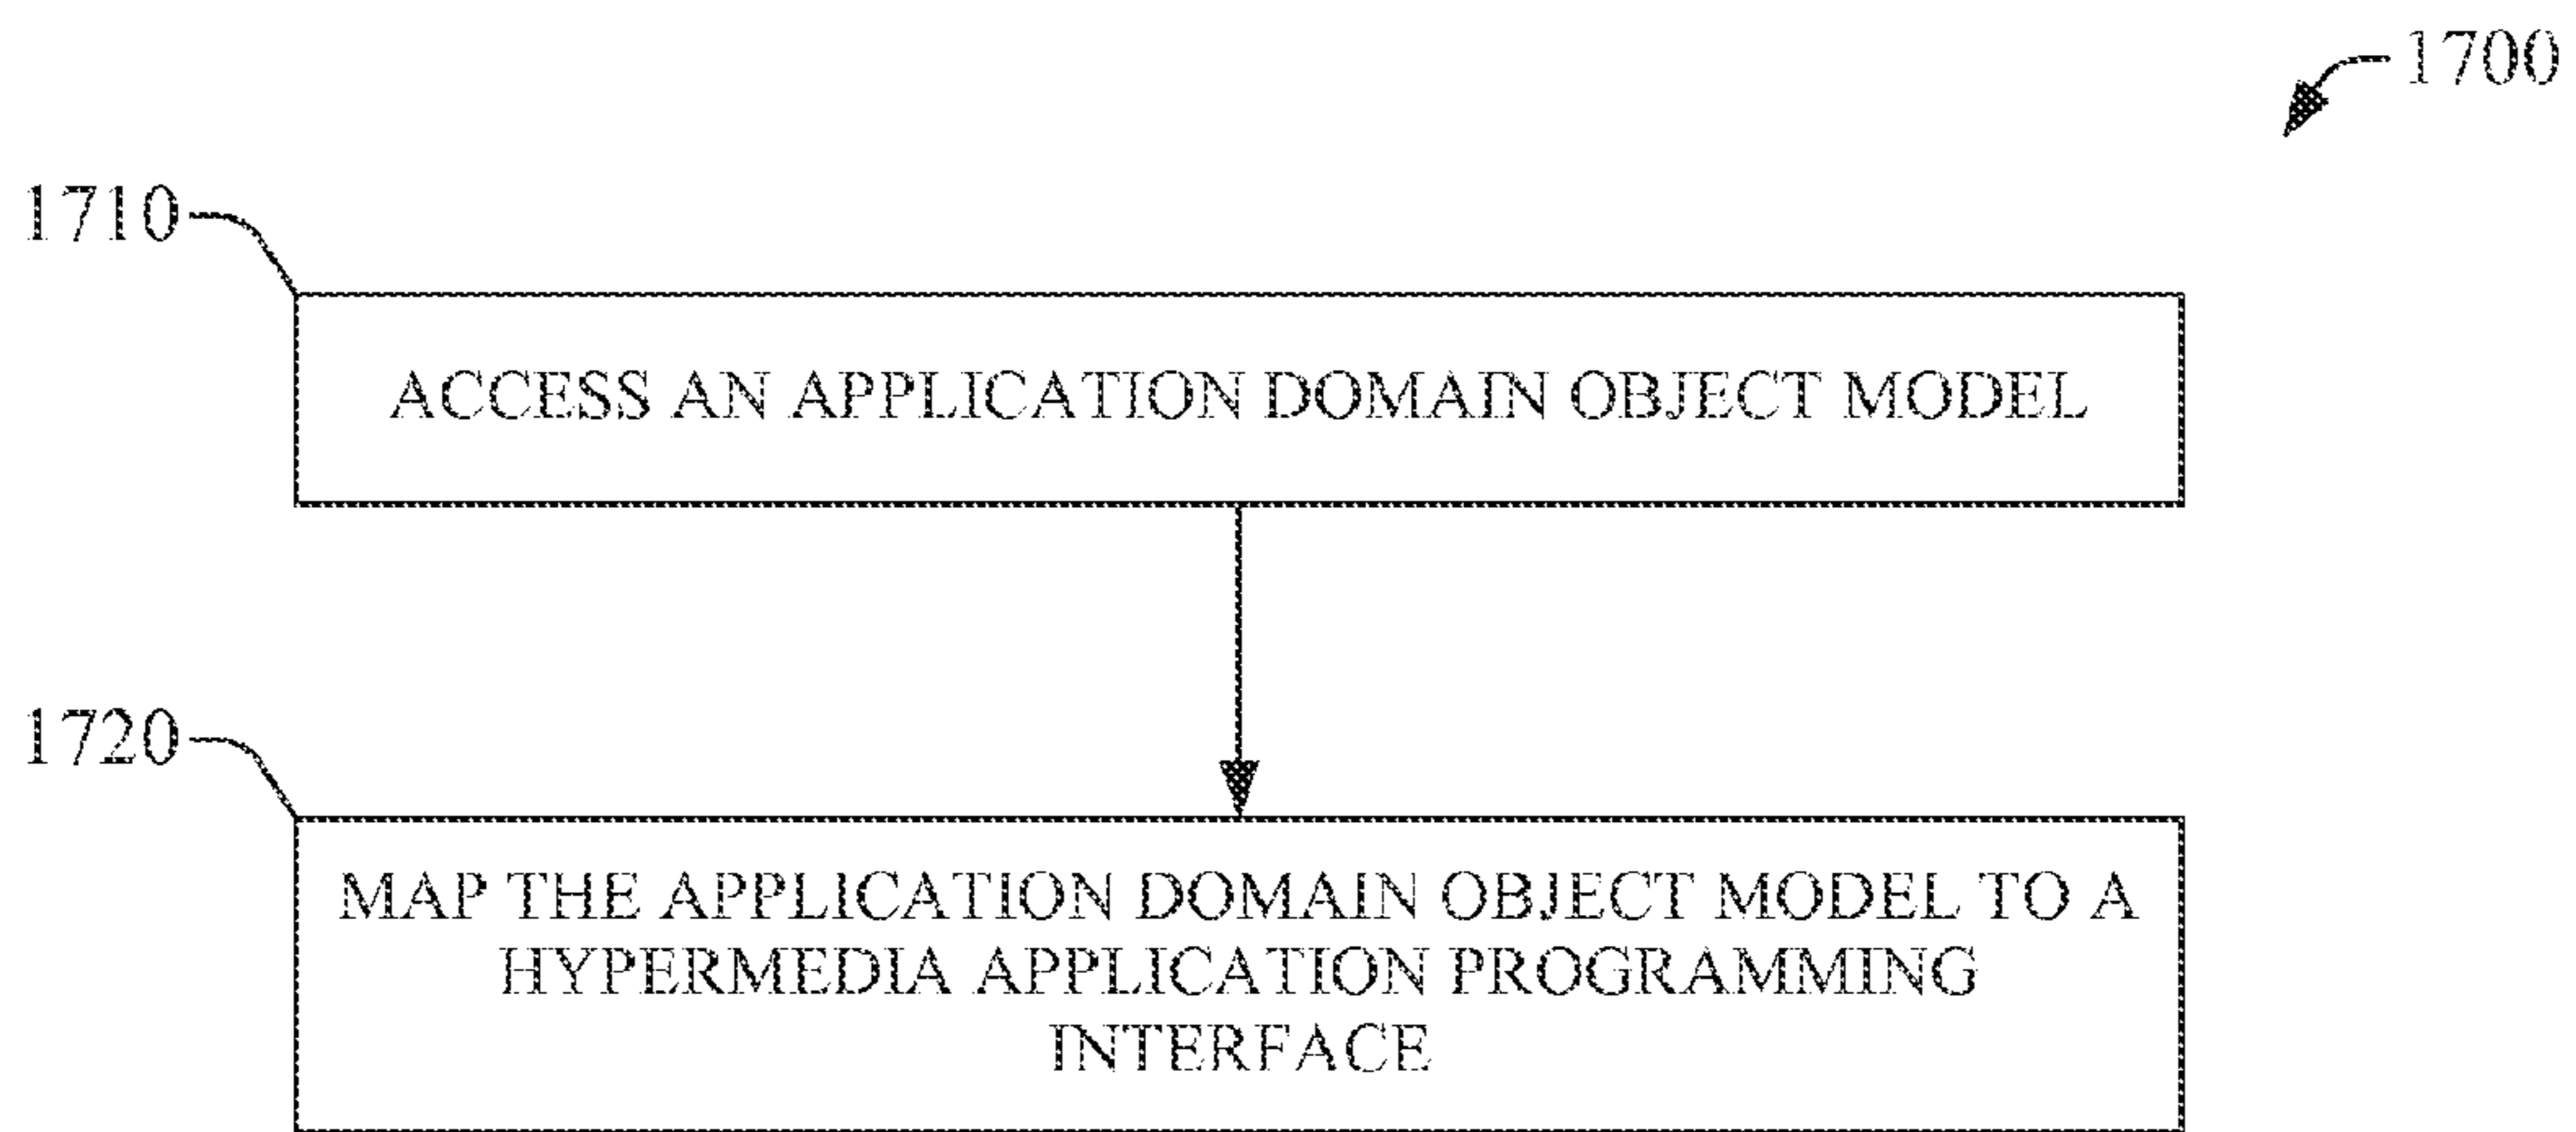 1700
1710
ACCESS AN APPLICATION DOMAIN OBJECT MODEL
1720
MAP THE APPLICATION DOMAIN OBJECT MODEL TO A
HYPERMEDIA APPLICATION PROGRAMMING
INTERFACE